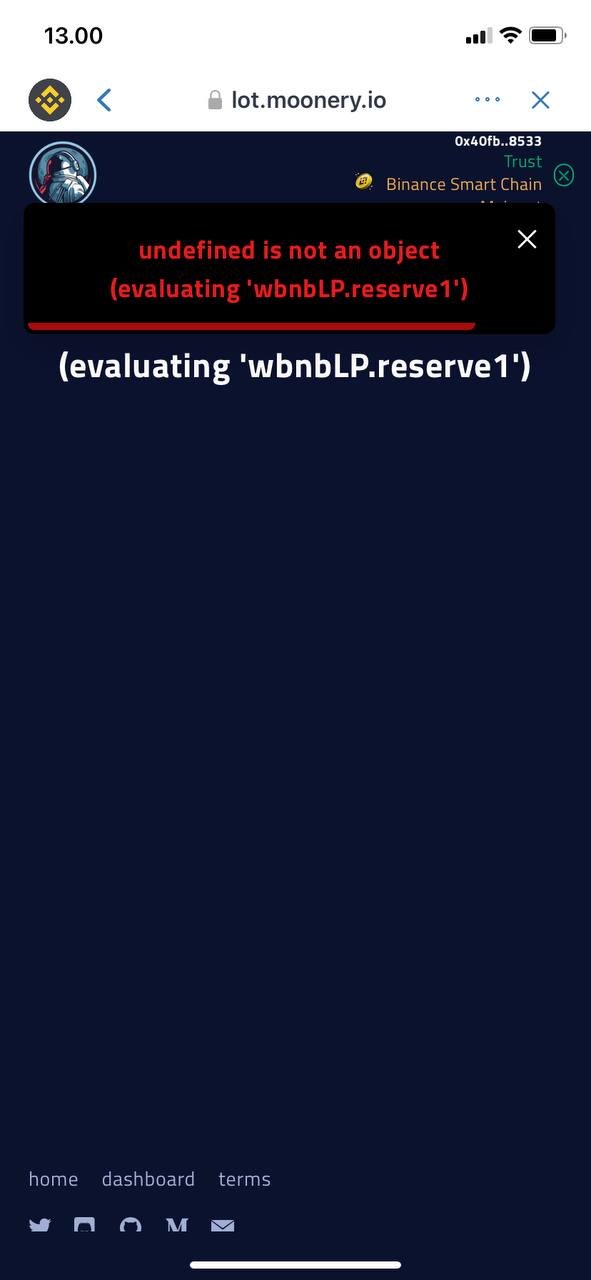 13.00
lot.moonery.io
0x40fb..8533
Trust
Binance Smart Chain
undefined is not an object
(evaluating 'wbnbLP.reserve1')
(evaluating 'wbnbLP.reserve1')
home dashboard terms